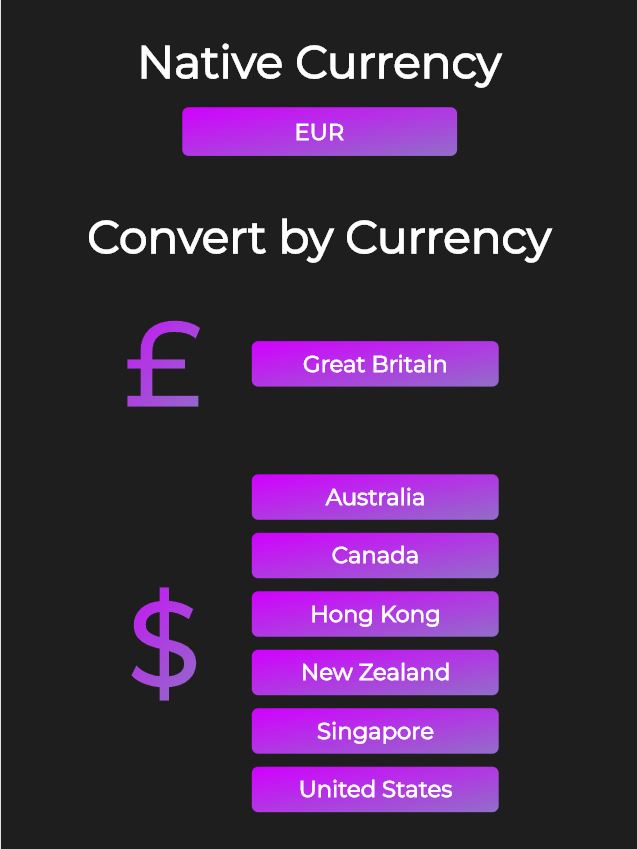 Native Currency
EUR
Convert by Currency
£
Great Britain
Australia
Canada
Hong Kong
$
New Zealand
Singapore
United States